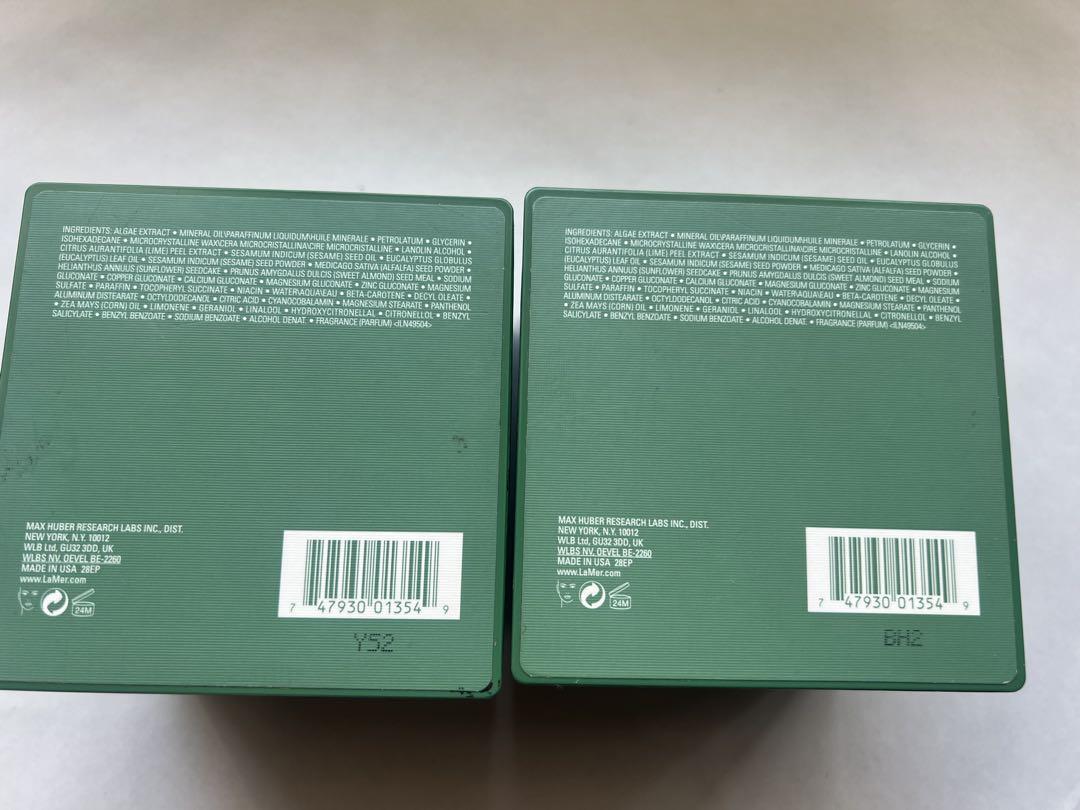 INGREDIENTS: ALGAE EXTRACT • MINERAL OIL\PARAFFINUM LIQUIDUM\HUILE MINERALE • PETROLATUM • GLYCERIN •
ISOHEXADECANE • MICROCRYSTALLINE WAX\CERA MICROCRISTALLINA\CIRE MICROCRISTALLINE • LANOLIN ALCOHOL •
CITRUS AURANTIFOLIA (LIME) PEEL EXTRACT • SESAMUM INDICUM (SESAME) SEED OIL • EUCALYPTUS GLOBULUS
(EUCALYPTUS) LEAF OIL • SESAMUM INDICUM (SESAME) SEED POWDER • MEDICAGO SATIVA (ALFALFA) SEED POWDER •
HELIANTHUS ANNUUS (SUNFLOWER) SEEDCAKE • PRUNUS AMYGDALUS DULCIS (SWEET ALMOND) SEED MEAL • SODIUM
GLUCONATE • COPPER GLUCONATE • CALCIUM GLUCONATE • MAGNESIUM GLUCONATE • ZINC GLUCONATE • MAGNESIUM
SULFATE • PARAFFIN • TOCOPHERYL SUCCINATE • NIACIN • WATER\AQUA\EAU • BETA-CAROTENE • DECYL OLEATE •
ALUMINUM DISTEARATE • OCTYLDODECANOL • CITRIC ACID • CYANOCOBALAMIN • MAGNESIUM STEARATE • PANTHENOL
• ZEA MAYS (CORN) OIL • LIMONENE • GERANIOL • LINALOOL • HYDROXYCITRONELLAL • CITRONELLOL • BENZYL
SALICYLATE • BENZYL BENZOATE • SODIUM BENZOATE • ALCOHOL DENAT. • FRAGRANCE (PARFUM) <ILN49504>
MAX HUBER RESEARCH LABS INC., DIST.
NEW YORK, N.Y. 10012
WLB Ltd, GU32 3DD, UK
WLBS NV. OEVEL BE-2260
MADE IN USA 28EP
www.LaMer.com
24M
7 47930 01354 9
Y52
INGREDIENTS: ALGAE EXTRACT • MINERAL OIL\PARAFFINUM LIQUIDUM\HUILE MINERALE • PETROLATUM • GLYCERIN •
ISOHEXADECANE • MICROCRYSTALLINE WAX\CERA MICROCRISTALLINA\CIRE MICROCRISTALLINE • LANOLIN ALCOHOL •
CITRUS AURANTIFOLIA (LIME) PEEL EXTRACT • SESAMUM INDICUM (SESAME) SEED OIL • EUCALYPTUS GLOBULUS
(EUCALYPTUS) LEAF OIL • SESAMUM INDICUM (SESAME) SEED POWDER • MEDICAGO SATIVA (ALFALFA) SEED POWDER •
HELIANTHUS ANNUUS (SUNFLOWER) SEEDCAKE • PRUNUS AMYGDALUS DULCIS (SWEET ALMOND) SEED MEAL • SODIUM
GLUCONATE • COPPER GLUCONATE • CALCIUM GLUCONATE • MAGNESIUM GLUCONATE • ZINC GLUCONATE • MAGNESIUM
SULFATE • PARAFFIN • TOCOPHERYL SUCCINATE • NIACIN • WATER\AQUA\EAU • BETA-CAROTENE • DECYL OLEATE •
ALUMINUM DISTEARATE • OCTYLDODECANOL • CITRIC ACID • CYANOCOBALAMIN • MAGNESIUM STEARATE • PANTHENOL
• ZEA MAYS (CORN) OIL • LIMONENE • GERANIOL • LINALOOL • HYDROXYCITRONELLAL • CITRONELLOL • BENZYL
SALICYLATE • BENZYL BENZOATE • SODIUM BENZOATE • ALCOHOL DENAT. • FRAGRANCE (PARFUM) <ILN49504>
MAX HUBER RESEARCH LABS INC., DIST.
NEW YORK, N.Y. 10012
WLB Ltd, GU32 3DD, UK
WLBS NV. OEVEL BE-2260
MADE IN USA 28EP
www.LaMer.com
24M
7 47930 01354 9
BH2